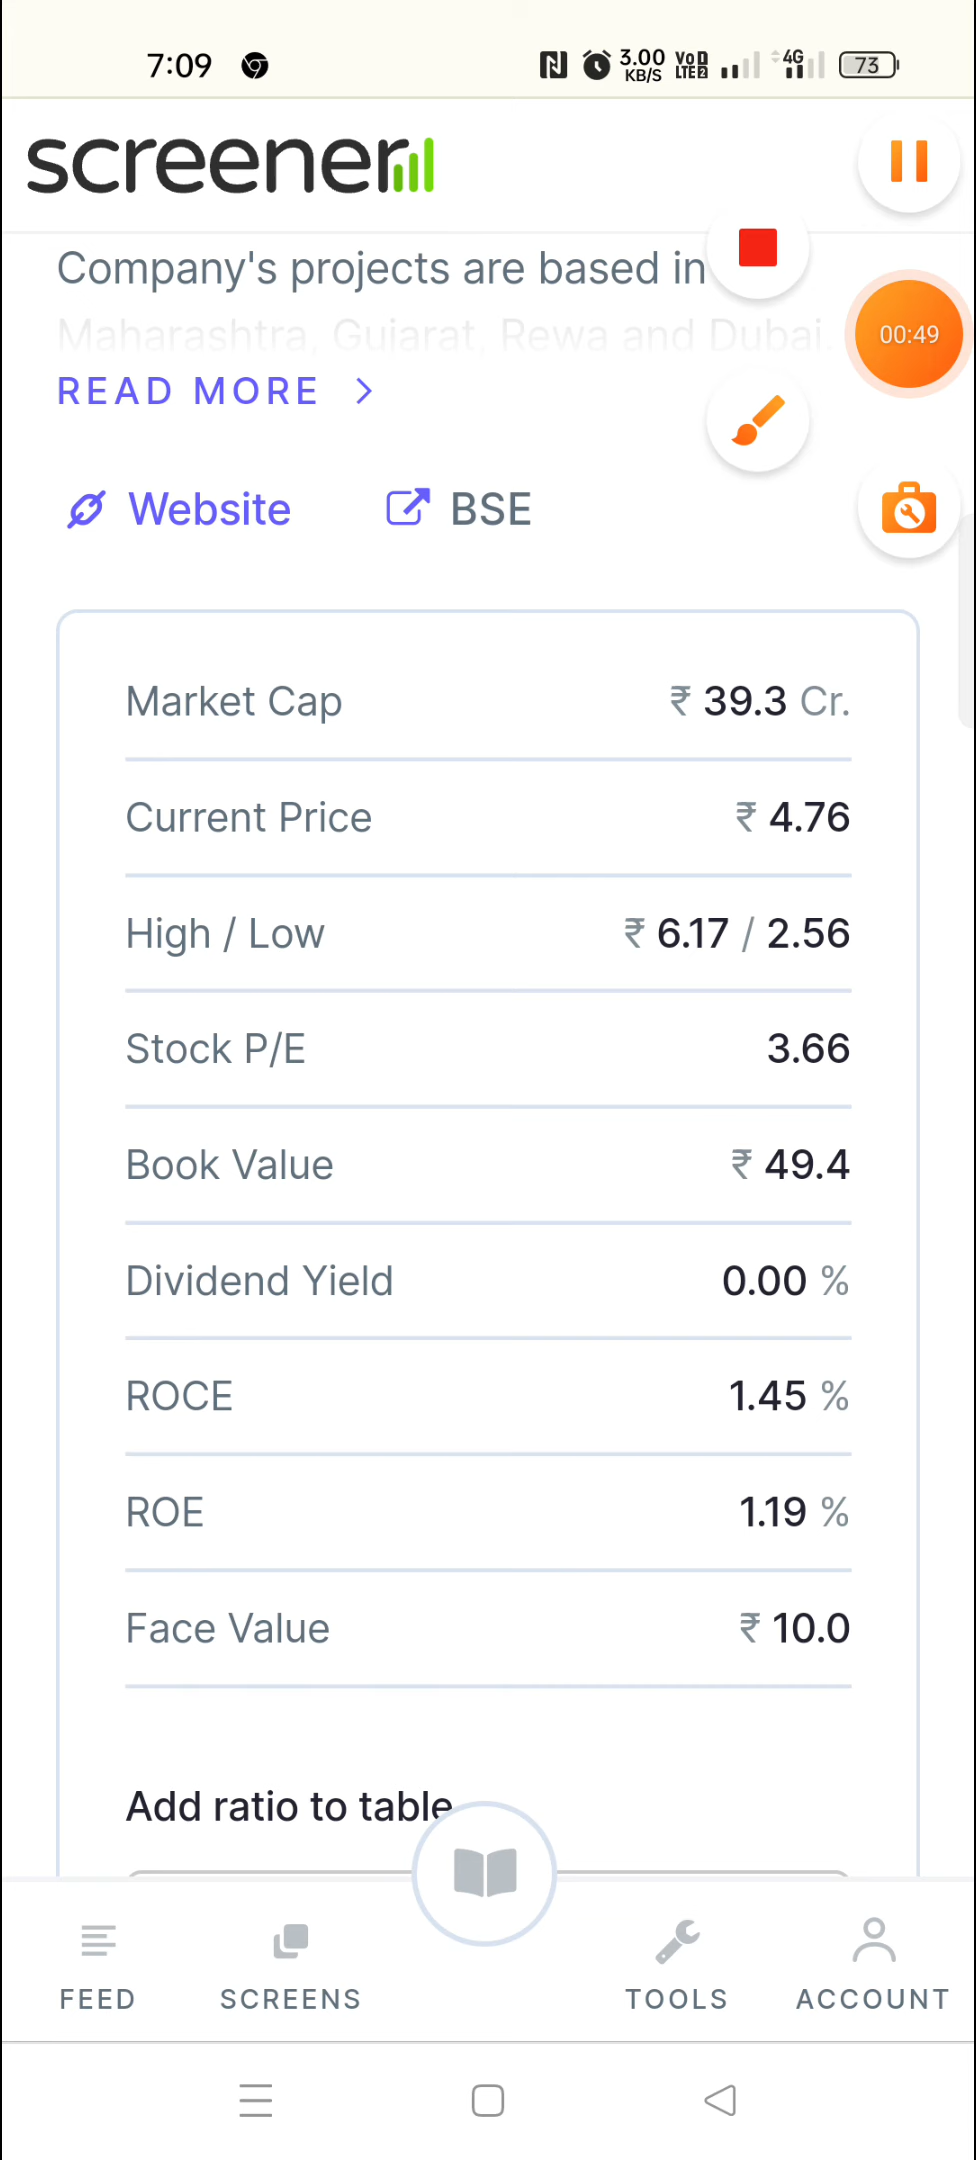 7:09 3.00 KB/S VoD LTE2 4G 73
screener
Company's projects are based in
Maharashtra, Gujarat, Rewa and Dubai.
00:49
READ MORE
Website BSE
Market Cap ₹ 39.3 Cr.
Current Price ₹ 4.76
High / Low ₹ 6.17 / 2.56
Stock P/E 3.66
Book Value ₹ 49.4
Dividend Yield 0.00 %
ROCE 1.45 %
ROE 1.19 %
Face Value ₹ 10.0
Add ratio to table
FEED SCREENS TOOLS ACCOUNT